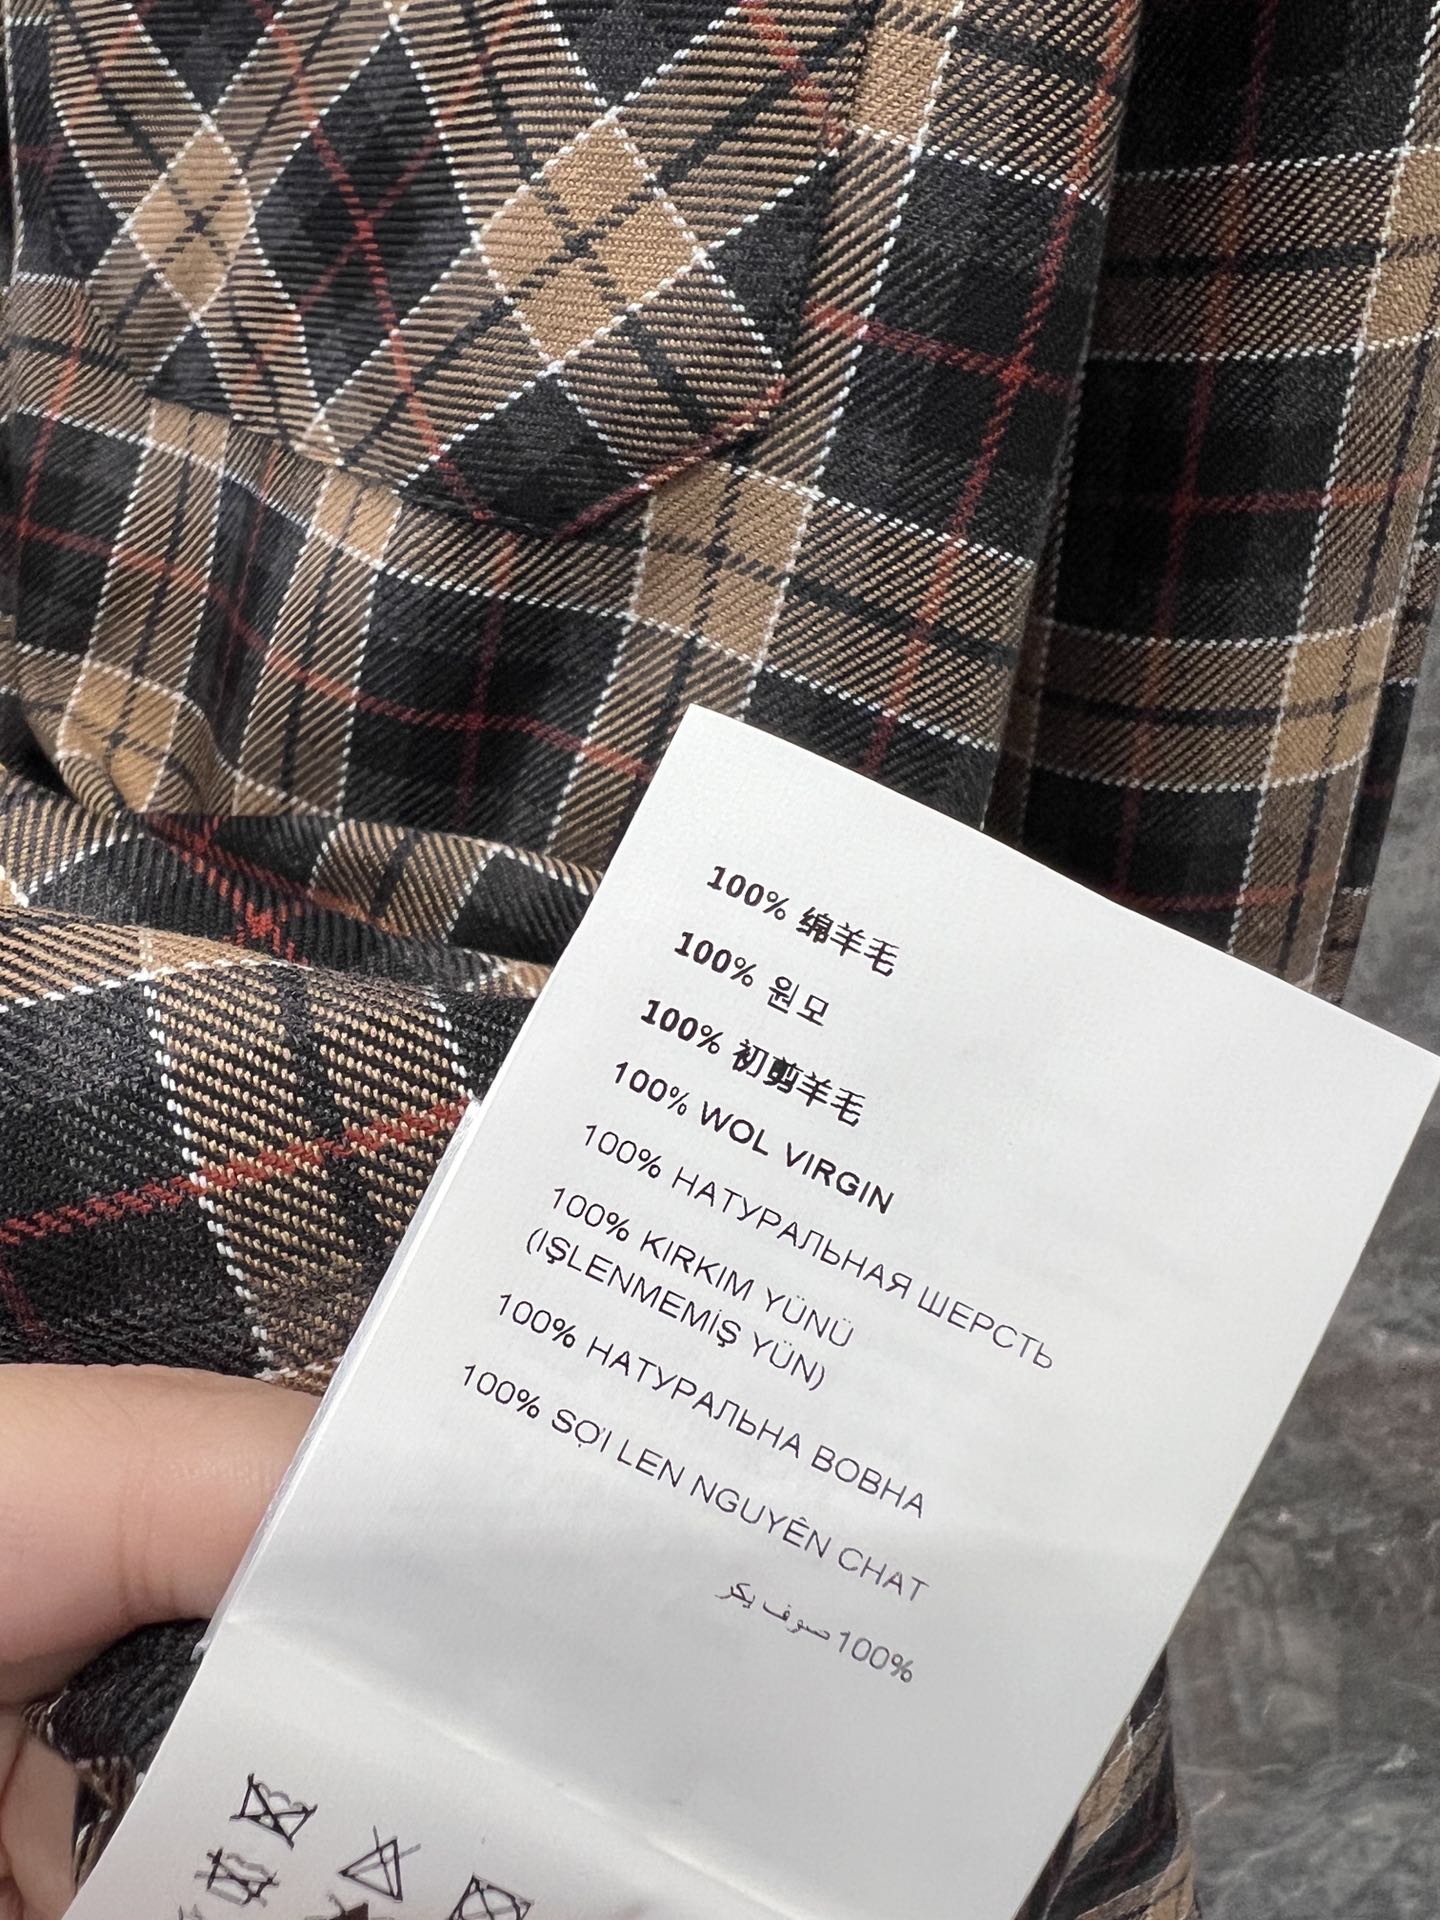 100% 绵羊毛
100% 원모
100% 初剪羊毛
100% WOL VIRGIN
100% НАТУРАЛЬНАЯ ШЕРСТЬ
100% KIRKIM YÜNÜ
(IŞLENMEMİŞ YÜN)
100% НАТУРАЛЬНА ВОВНА
100% SỢI LEN NGUYÊN CHAT
100% صوف بكر